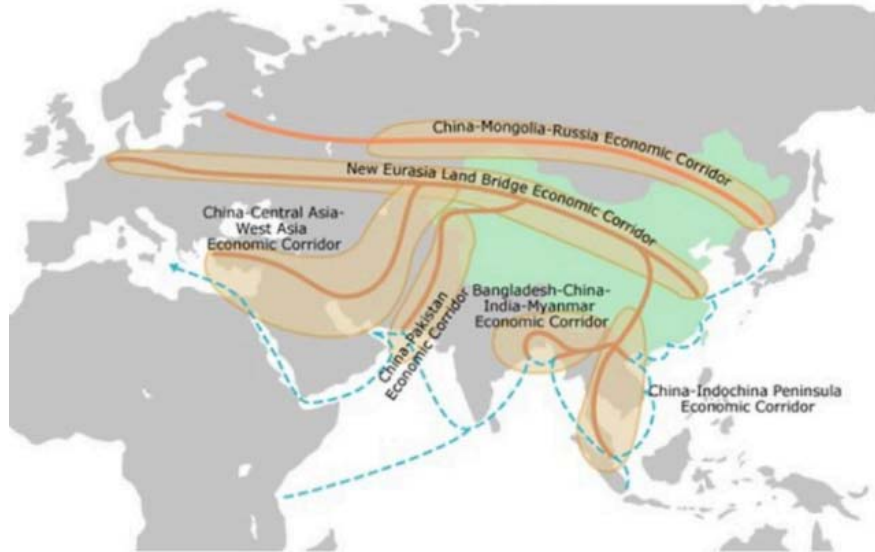 China-Mongolia-Russia Economic Corridor
New Eurasia Land Bridge Economic Corridor
China-Central Asia-
West Asia
Economic Corridor
China-Pakistan
Economic Corridor
Bangladesh-China-
India-Myanmar
Economic Corridor
China-Indochina Peninsula
Economic Corridor